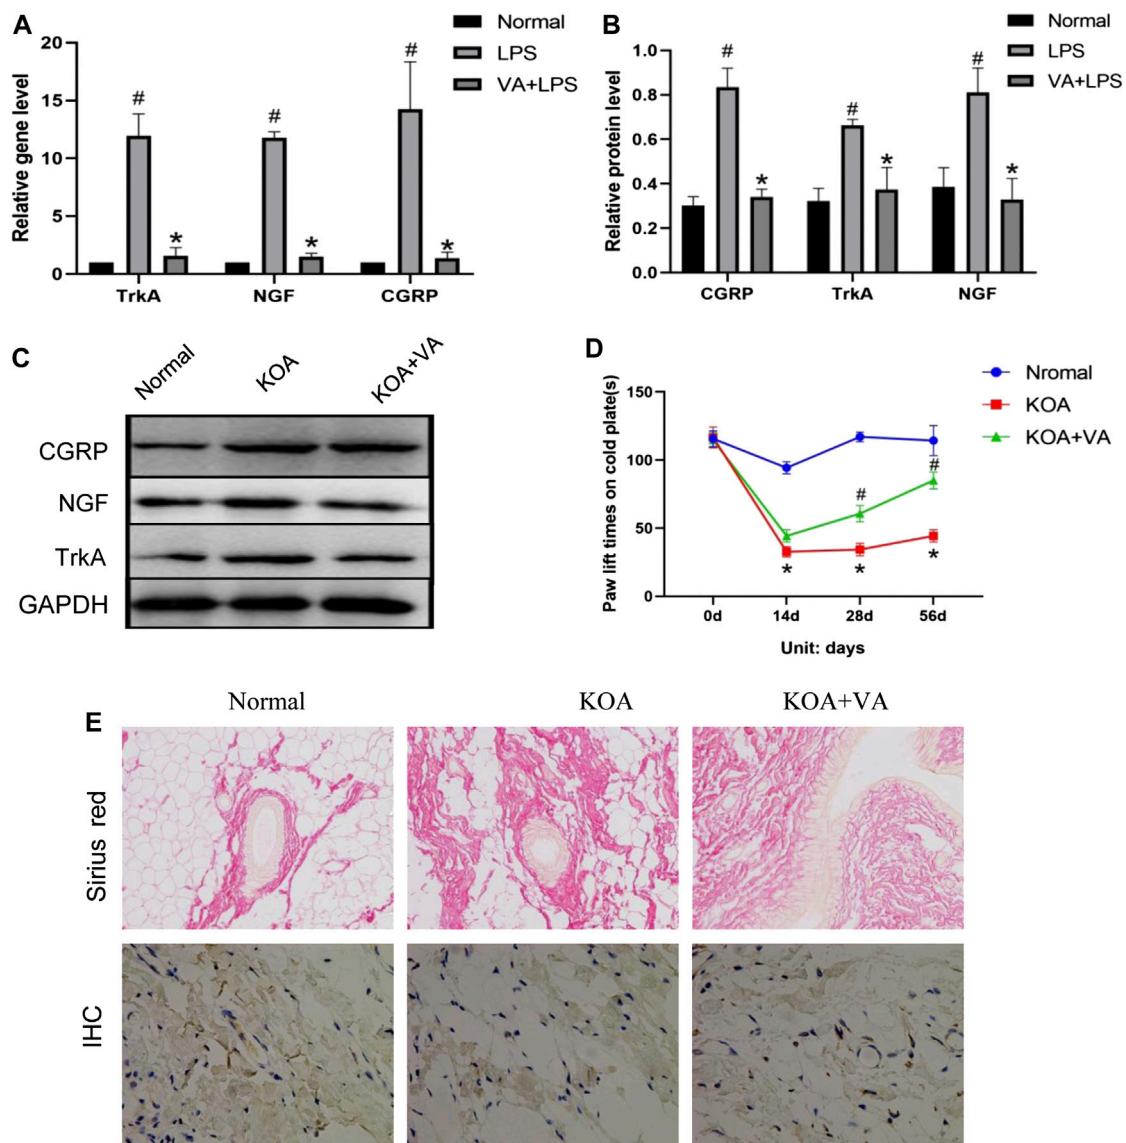 A
Relative gene level
20
15
10
5
0
#
*
#
*
#
*
TrkA NGF CGRP
Normal
LPS
VA+LPS
B
Relative protein level
1.0
0.8
0.6
0.4
0.2
0.0
#
*
#
*
#
*
CGRP TrkA NGF
Normal
LPS
VA+LPS
C
Normal KOA KOA+VA
CGRP
NGF
TrkA
GAPDH
D
Paw lift times on cold plate(s)
150
100
50
0
#
#
*
*
*
0d 14d 28d 56d
Unit: days
Nromal
KOA
KOA+VA
E
Normal KOA KOA+VA
Sirius red
IHC